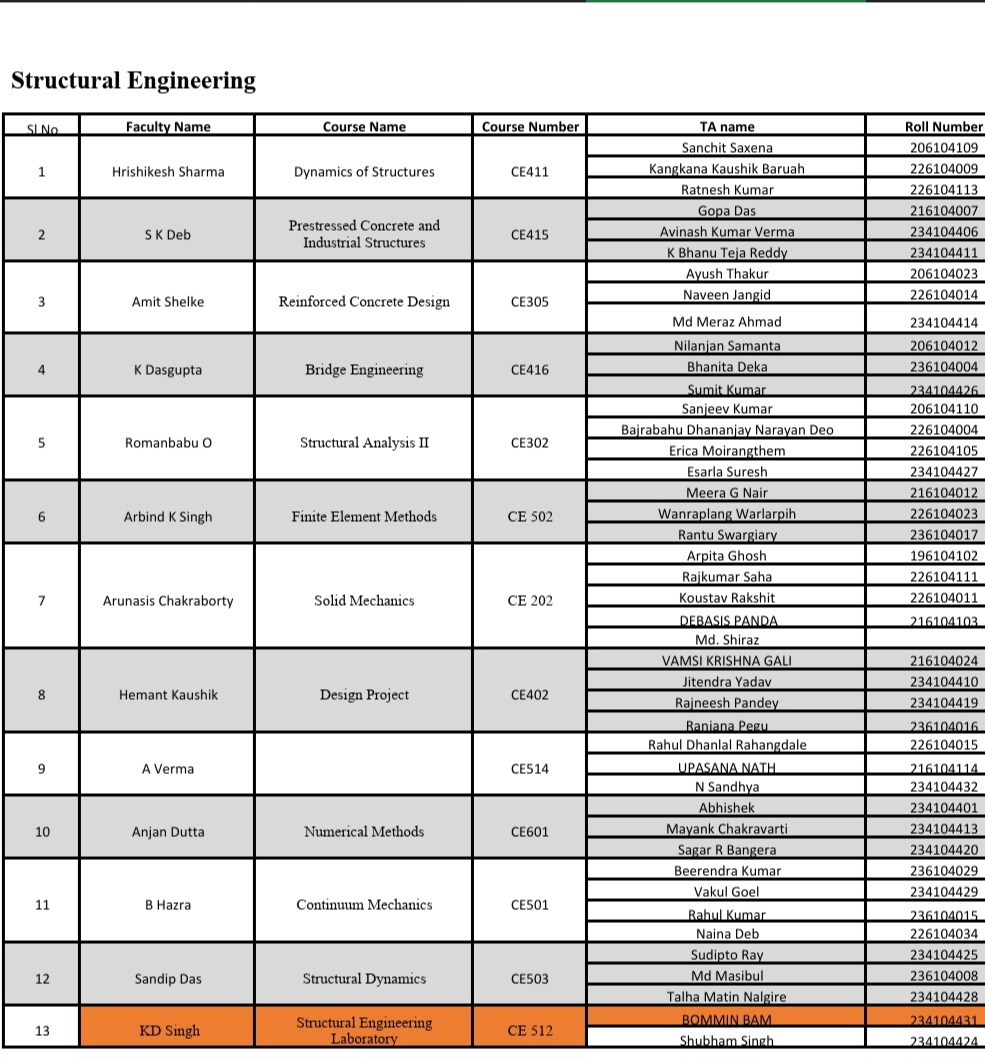 Structural Engineering
Sl No Faculty Name Course Name Course Number TA name Roll Number
1 Hrishikesh Sharma Dynamics of Structures CE411 Sanchit Saxena 206104109
Kangkana Kaushik Baruah 226104009
Ratnesh Kumar 226104113
2 S K Deb Prestressed Concrete and Industrial Structures CE415 Gopa Das 216104007
Avinash Kumar Verma 234104406
K Bhanu Teja Reddy 234104411
3 Amit Shelke Reinforced Concrete Design CE305 Ayush Thakur 206104023
Naveen Jangid 226104014
Md Meraz Ahmad 234104414
4 K Dasgupta Bridge Engineering CE416 Nilanjan Samanta 206104012
Bhanita Deka 236104004
Sumit Kumar 234104426
5 Romanbabu O Structural Analysis II CE302 Sanjeev Kumar 206104110
Bajrabahu Dhananjay Narayan Deo 226104004
Erica Moirangthem 226104105
Esarla Suresh 234104427
6 Arbind K Singh Finite Element Methods CE 502 Meera G Nair 216104012
Wanraplang Warlarpih 226104023
Rantu Swargiary 236104017
7 Arunasis Chakraborty Solid Mechanics CE 202 Arpita Ghosh 196104102
Rajkumar Saha 226104111
Koustav Rakshit 226104011
DEBASIS PANDA 216104103
Md. Shiraz
8 Hemant Kaushik Design Project CE402 VAMSI KRISHNA GALI 216104024
Jitendra Yadav 234104410
Rajneesh Pandey 234104419
Ranjana Pegu 236104016
9 A Verma CE514 Rahul Dhanlal Rahangdale 226104015
UPASANA NATH 216104114
N Sandhya 234104432
10 Anjan Dutta Numerical Methods CE601 Abhishek 234104401
Mayank Chakravarti 234104413
Sagar R Bangera 234104420
11 B Hazra Continuum Mechanics CE501 Beerendra Kumar 236104029
Vakul Goel 234104429
Rahul Kumar 236104015
Naina Deb 226104034
12 Sandip Das Structural Dynamics CE503 Sudipto Ray 234104425
Md Masibul 236104008
Talha Matin Nalgire 234104428
13 KD Singh Structural Engineering Laboratory CE 512 BOMMIN BAM 234104431
Shubham Singh 234104424